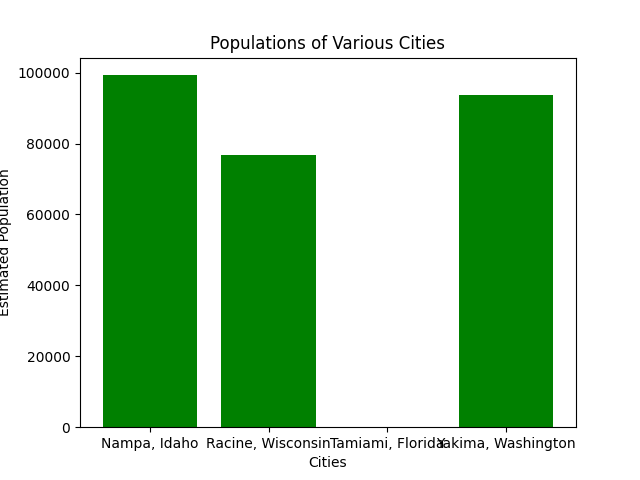 Populations of Various Cities
100000
80000
60000
40000
20000
0
Estimated Population
Nampa, Idaho
Racine, Wisconsin
Tamiami, Florida
Yakima, Washington
Cities